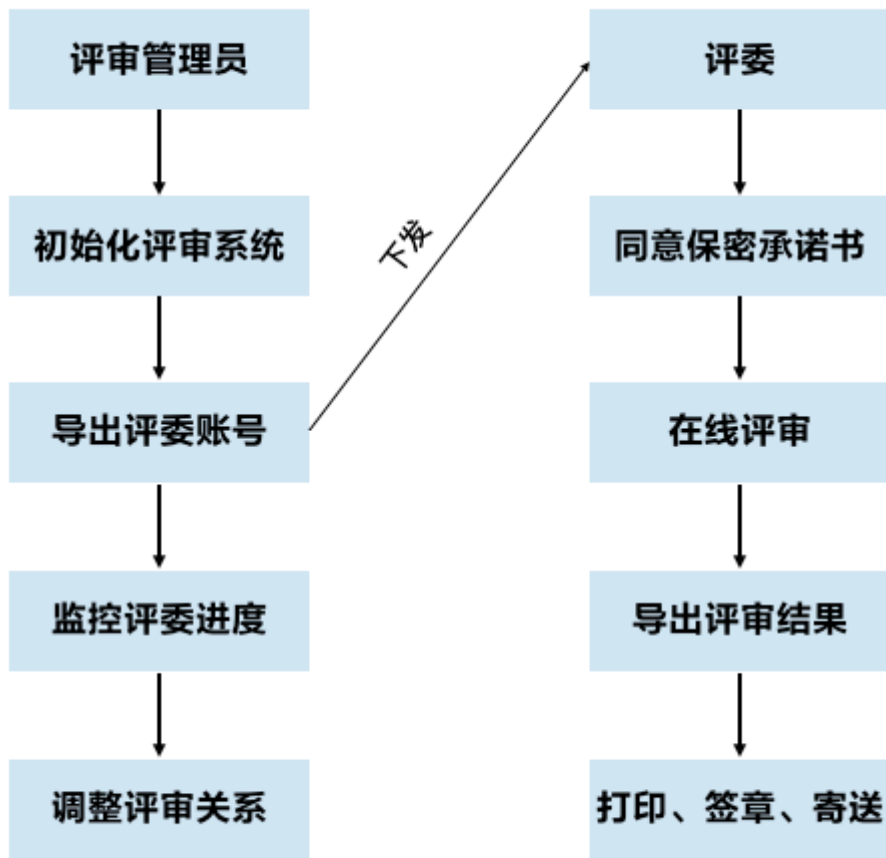 评审管理员
初始化评审系统
导出评委账号
监控评委进度
调整评审关系
下发
评委
同意保密承诺书
在线评审
导出评审结果
打印、签章、寄送